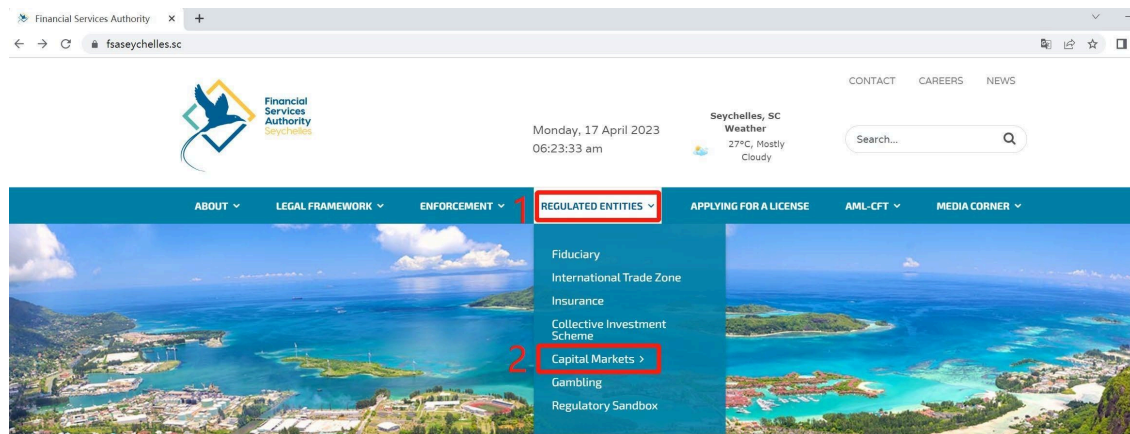 Financial Services Authority
fsaseychelles.sc
CONTACT CAREERS NEWS
Financial
Services
Authority
Seychelles
Monday, 17 April 2023
06:23:33 am
Seychelles, SC
Weather
27°C, Mostly
Cloudy
Search...
ABOUT LEGAL FRAMEWORK ENFORCEMENT 1 REGULATED ENTITIES APPLYING FOR A LICENSE AML-CFT MEDIA CORNER
Fiduciary
International Trade Zone
Insurance
Collective Investment
Scheme
2 Capital Markets >
Gambling
Regulatory Sandbox